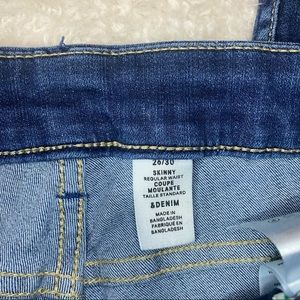 26/30
SKINNY
REGULAR WAIST
COUPE
MOULANTE
TAILLE STANDARD
&DENIM
MADE IN
BANGLADESH
FABRIQUÉ EN
BANGLADESH